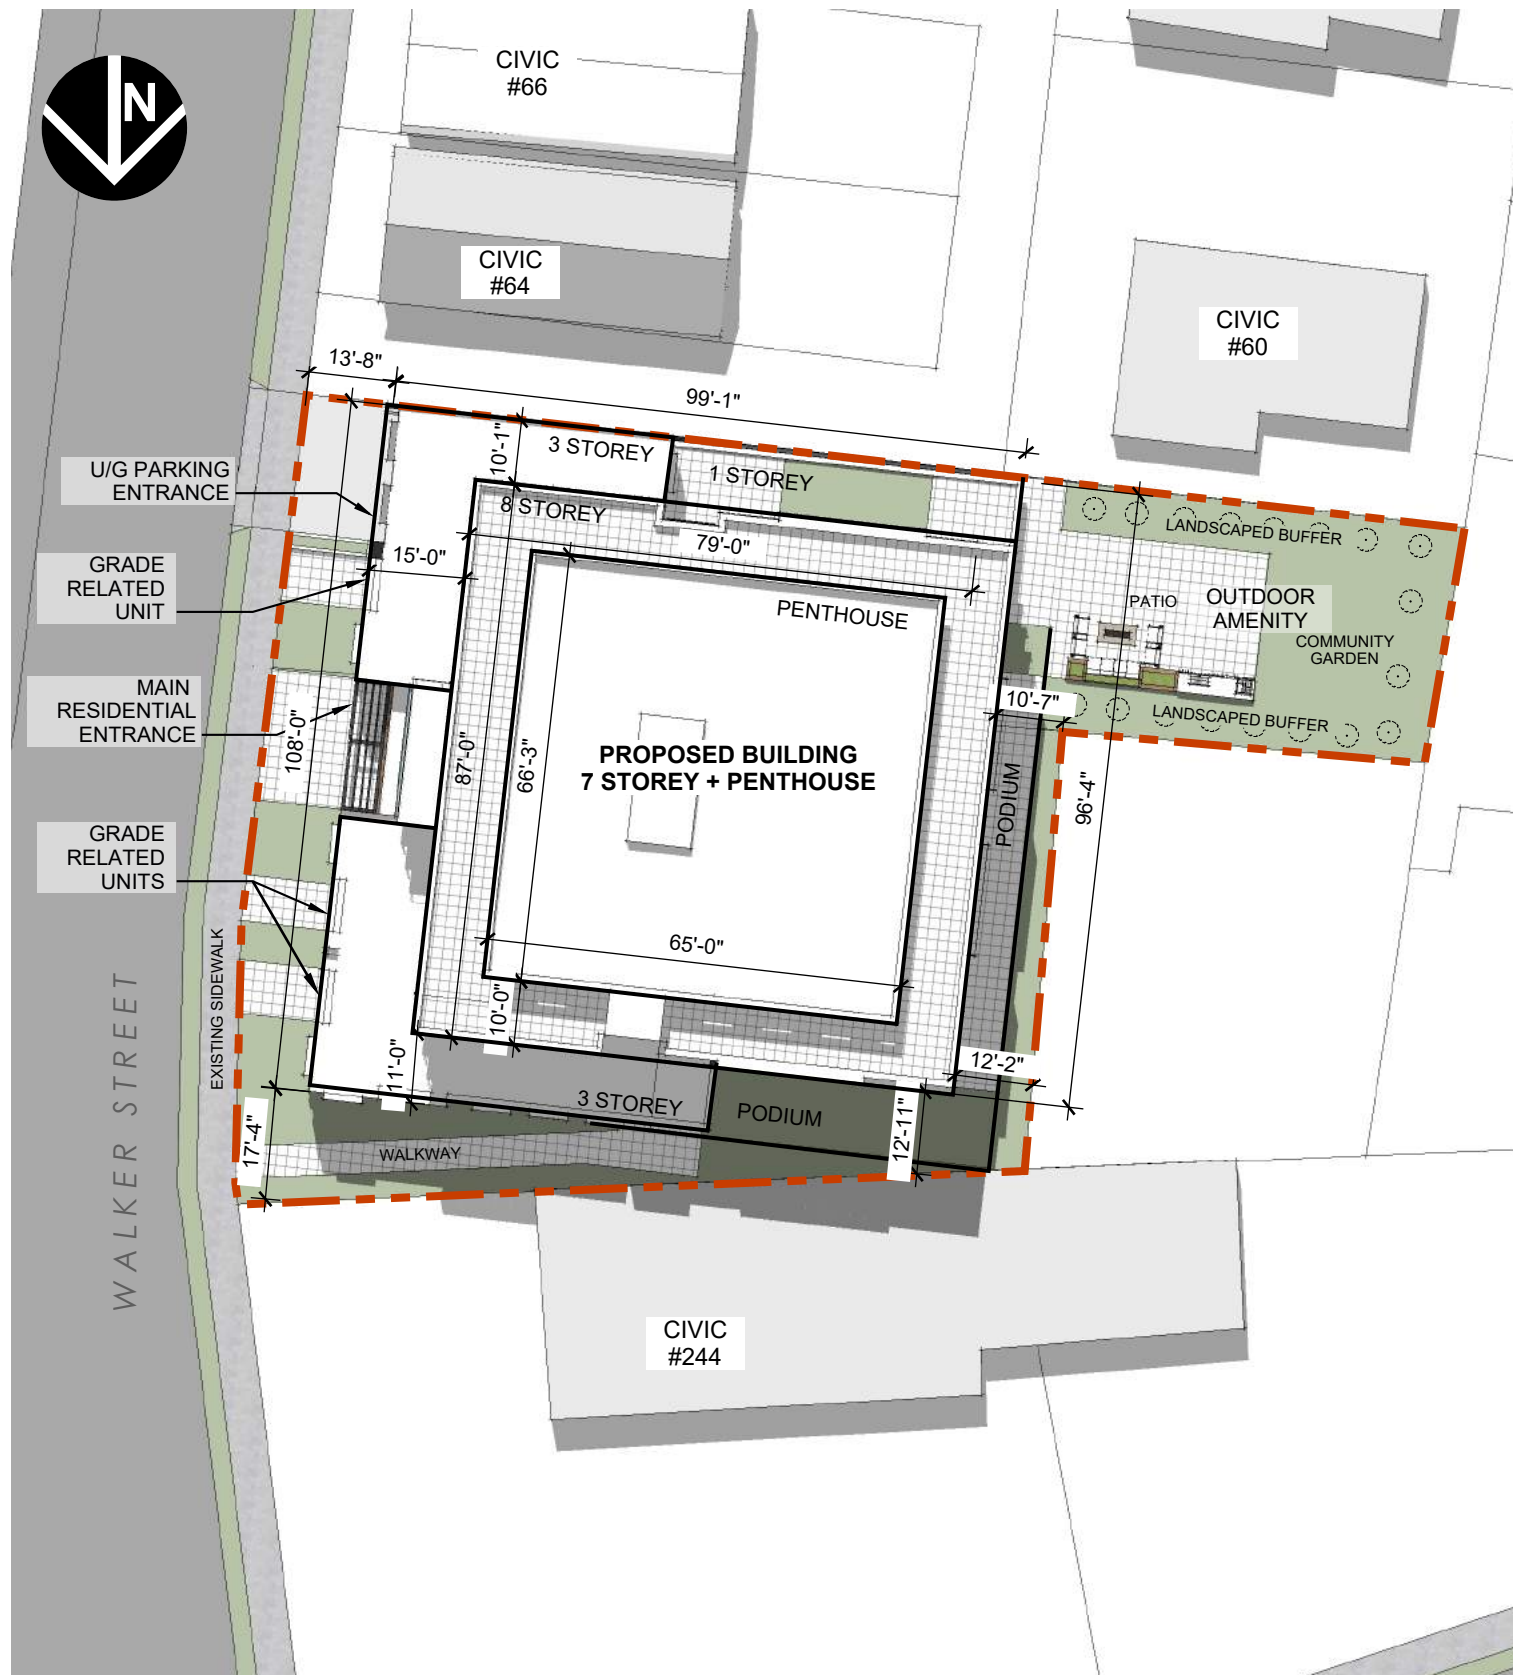 N
CIVIC
#66
CIVIC
#64
CIVIC
#60
13'-8"
99'-1"
10'-1"
3 STOREY
1 STOREY
8 STOREY
U/G PARKING
ENTRANCE
15'-0"
79'-0"
LANDSCAPED BUFFER
GRADE
RELATED
UNIT
PENTHOUSE
PATIO
OUTDOOR
AMENITY
COMMUNITY
GARDEN
MAIN
RESIDENTIAL
ENTRANCE
10'-7"
LANDSCAPED BUFFER
108'-0"
87'-0"
66'-3"
PROPOSED BUILDING
7 STOREY + PENTHOUSE
PODIUM
96'-4"
GRADE
RELATED
UNITS
65'-0"
10'-0"
11'-0"
12'-2"
WALKER STREET
EXISTING SIDEWALK
3 STOREY
PODIUM
12'-11"
17'-4"
WALKWAY
CIVIC
#244